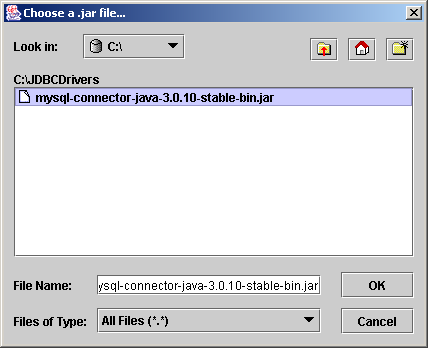 Choose a .jar file...
Look in: C:\
C:\JDBCDrivers
mysql-connector-java-3.0.10-stable-bin.jar
File Name: ysql-connector-java-3.0.10-stable-bin.jar OK
Files of Type: All Files (*.*) Cancel